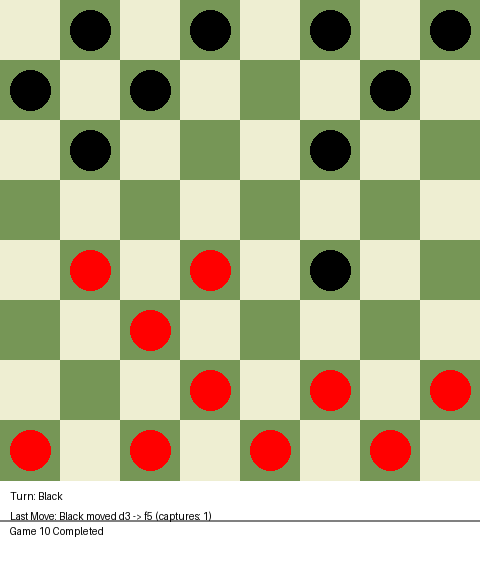 Turn: Black
Last Move: Black moved d3 -> f5 (captures: 1)
Game 10 Completed